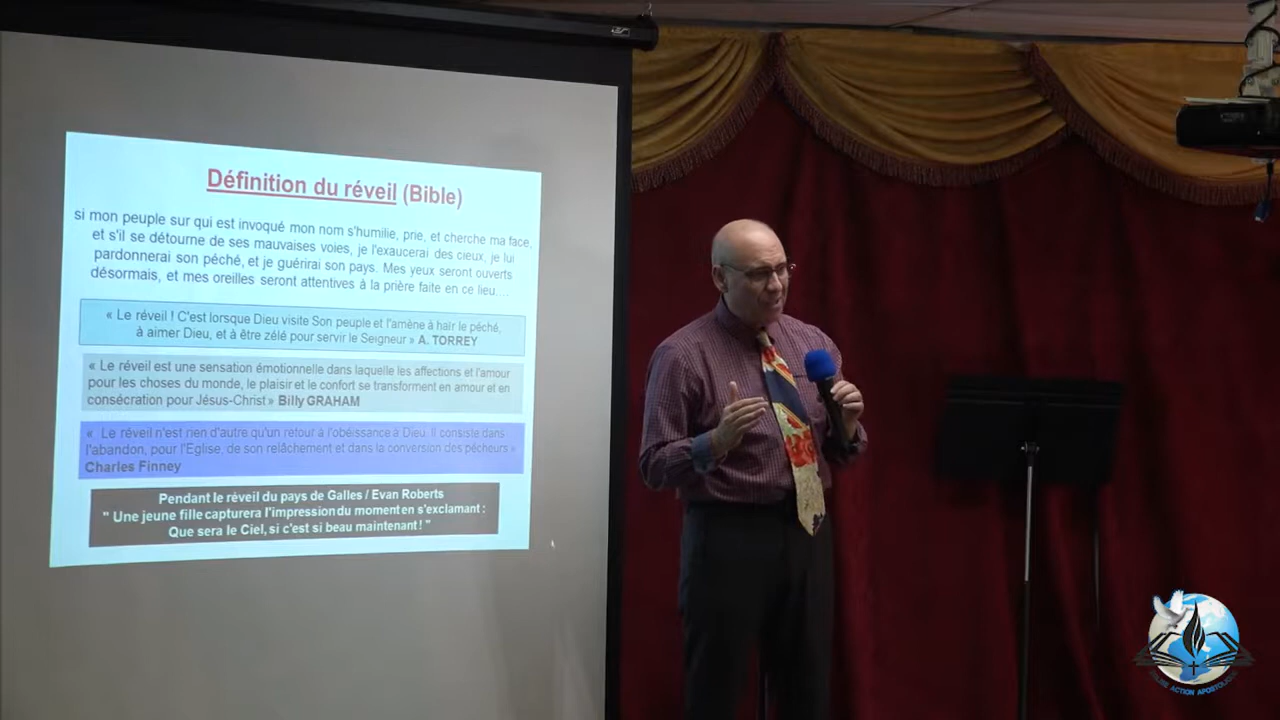 Définition du réveil (Bible)
si mon peuple sur qui est invoqué mon nom s'humilie, prie, et cherche ma face,
et s'il se détourne de ses mauvaises voies, je l'exaucerai des cieux, je lui
pardonnerai son péché, et je guérirai son pays. Mes yeux seront ouverts
désormais, et mes oreilles seront attentives à la prière faite en ce lieu....
« Le réveil ! C'est lorsque Dieu visite Son peuple et l'amène à haïr le péché,
à aimer Dieu, et à être zélé pour servir le Seigneur » A. TORREY
« Le réveil est une sensation émotionnelle dans laquelle les affections et l'amour
pour les choses du monde, le plaisir et le confort se transforment en amour et en
consécration pour Jésus-Christ » Billy GRAHAM
« Le réveil n'est rien d'autre qu'un retour à l'obéissance à Dieu. Il consiste dans
l'abandon, pour l'Eglise, de son relâchement et dans la conversion des pêcheurs »
Charles Finney
Pendant le réveil du pays de Galles / Evan Roberts
" Une jeune fille capturera l'impression du moment en s'exclamant :
Que sera le Ciel, si c'est si beau maintenant ! "
EGLISE ACTION APOSTOLIQUE